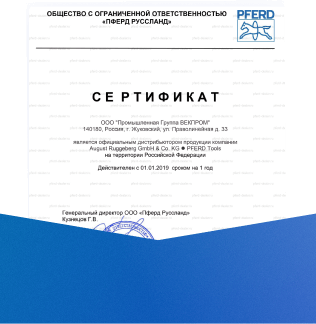 ОБЩЕСТВО С ОГРАНИЧЕННОЙ ОТВЕТСТВЕННОСТЬЮ
«ПФЕРД РУССЛАНД»
PFERD
СЕРТИФИКАТ
ООО "Промышленная Группа ВЕКПРОМ"
140180, Россия, г. Жуковский, ул. Праволинейная д. 33
является официальным дистрибьютором продукции компании
August Ruggeberg GmbH & Co. KG ● PFERD Tools
на территории Российской Федерации
Действителен с 01.01.2019 сроком на 1 год
Генеральный директор ООО «Пферд Руссланд»
Кузнецов Г.В.